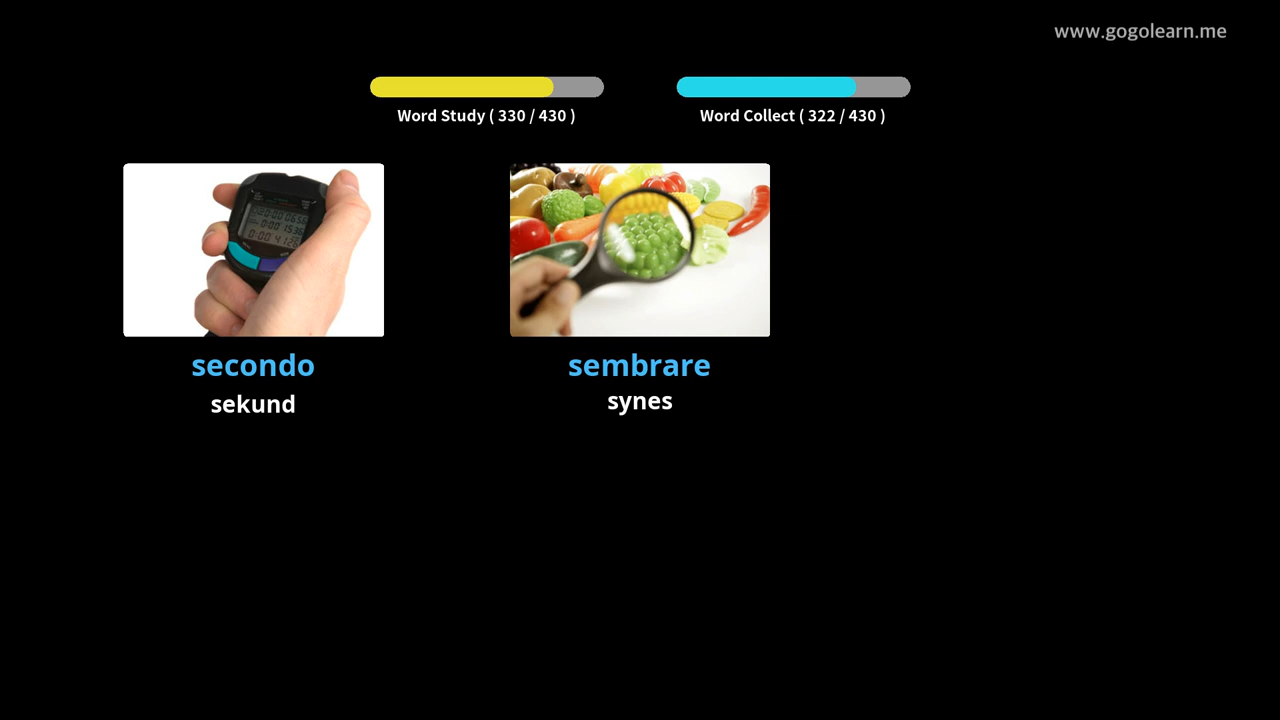 www.gogolearn.me
Word Study ( 330 / 430 )
Word Collect ( 322 / 430 )
secondo
sembrare
sekund
synes